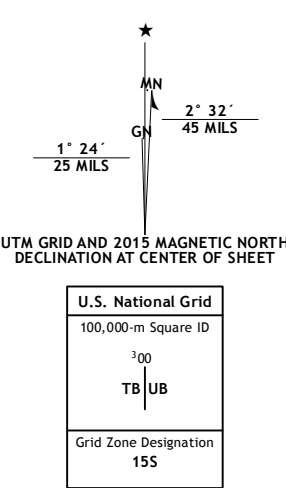 ★
MN
GN
2° 32´
45 MILS
1° 24´
25 MILS
UTM GRID AND 2015 MAGNETIC NORTH
DECLINATION AT CENTER OF SHEET
U.S. National Grid
100,000-m Square ID
³00
TB UB
Grid Zone Designation
15S